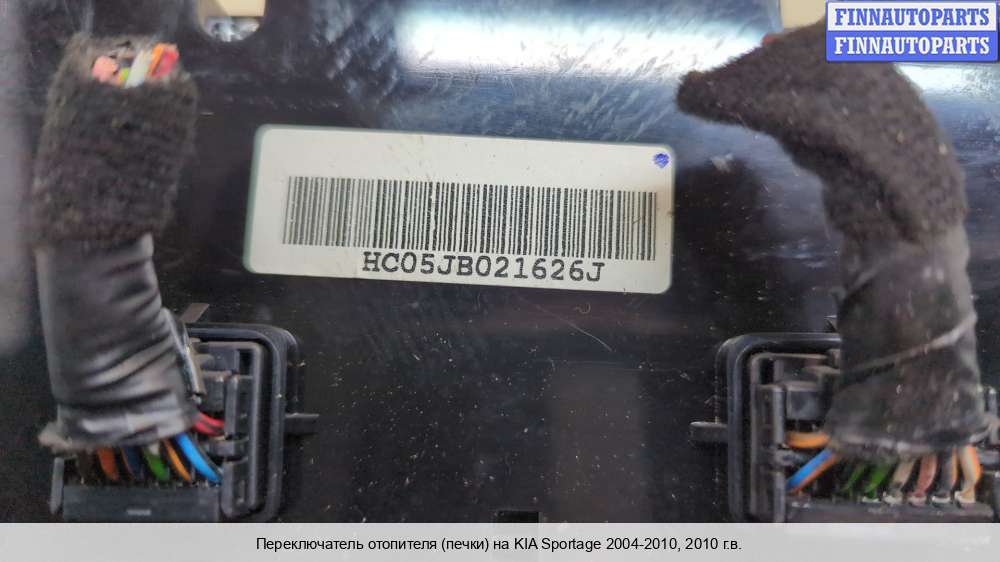 FINNAUTOPARTS
FINNAUTOPARTS
HC05JB021626J
Переключатель отопителя (печки) на KIA Sportage 2004-2010, 2010 г.в.